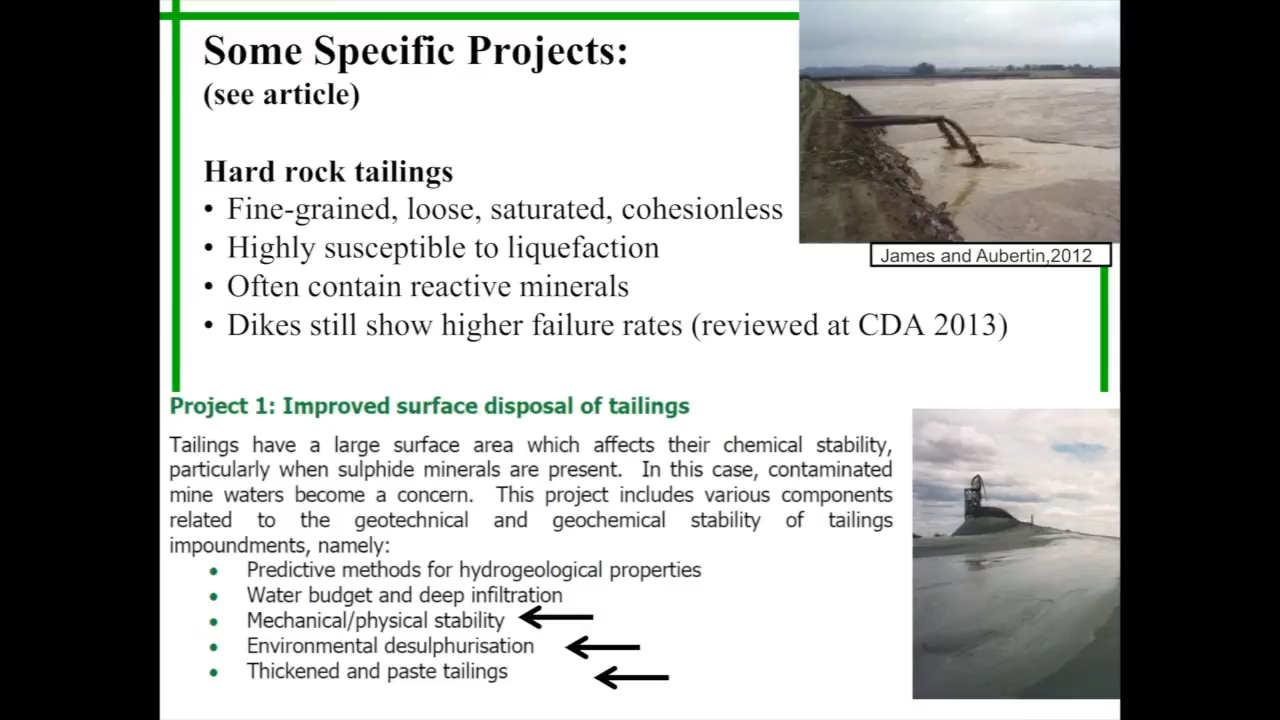 Some Specific Projects:
(see article)
Hard rock tailings
• Fine-grained, loose, saturated, cohesionless
• Highly susceptible to liquefaction
• Often contain reactive minerals
• Dikes still show higher failure rates (reviewed at CDA 2013)
James and Aubertin,2012
Project 1: Improved surface disposal of tailings
Tailings have a large surface area which affects their chemical stability,
particularly when sulphide minerals are present. In this case, contaminated
mine waters become a concern. This project includes various components
related to the geotechnical and geochemical stability of tailings
impoundments, namely:
• Predictive methods for hydrogeological properties
• Water budget and deep infiltration
• Mechanical/physical stability
• Environmental desulphurisation
• Thickened and paste tailings